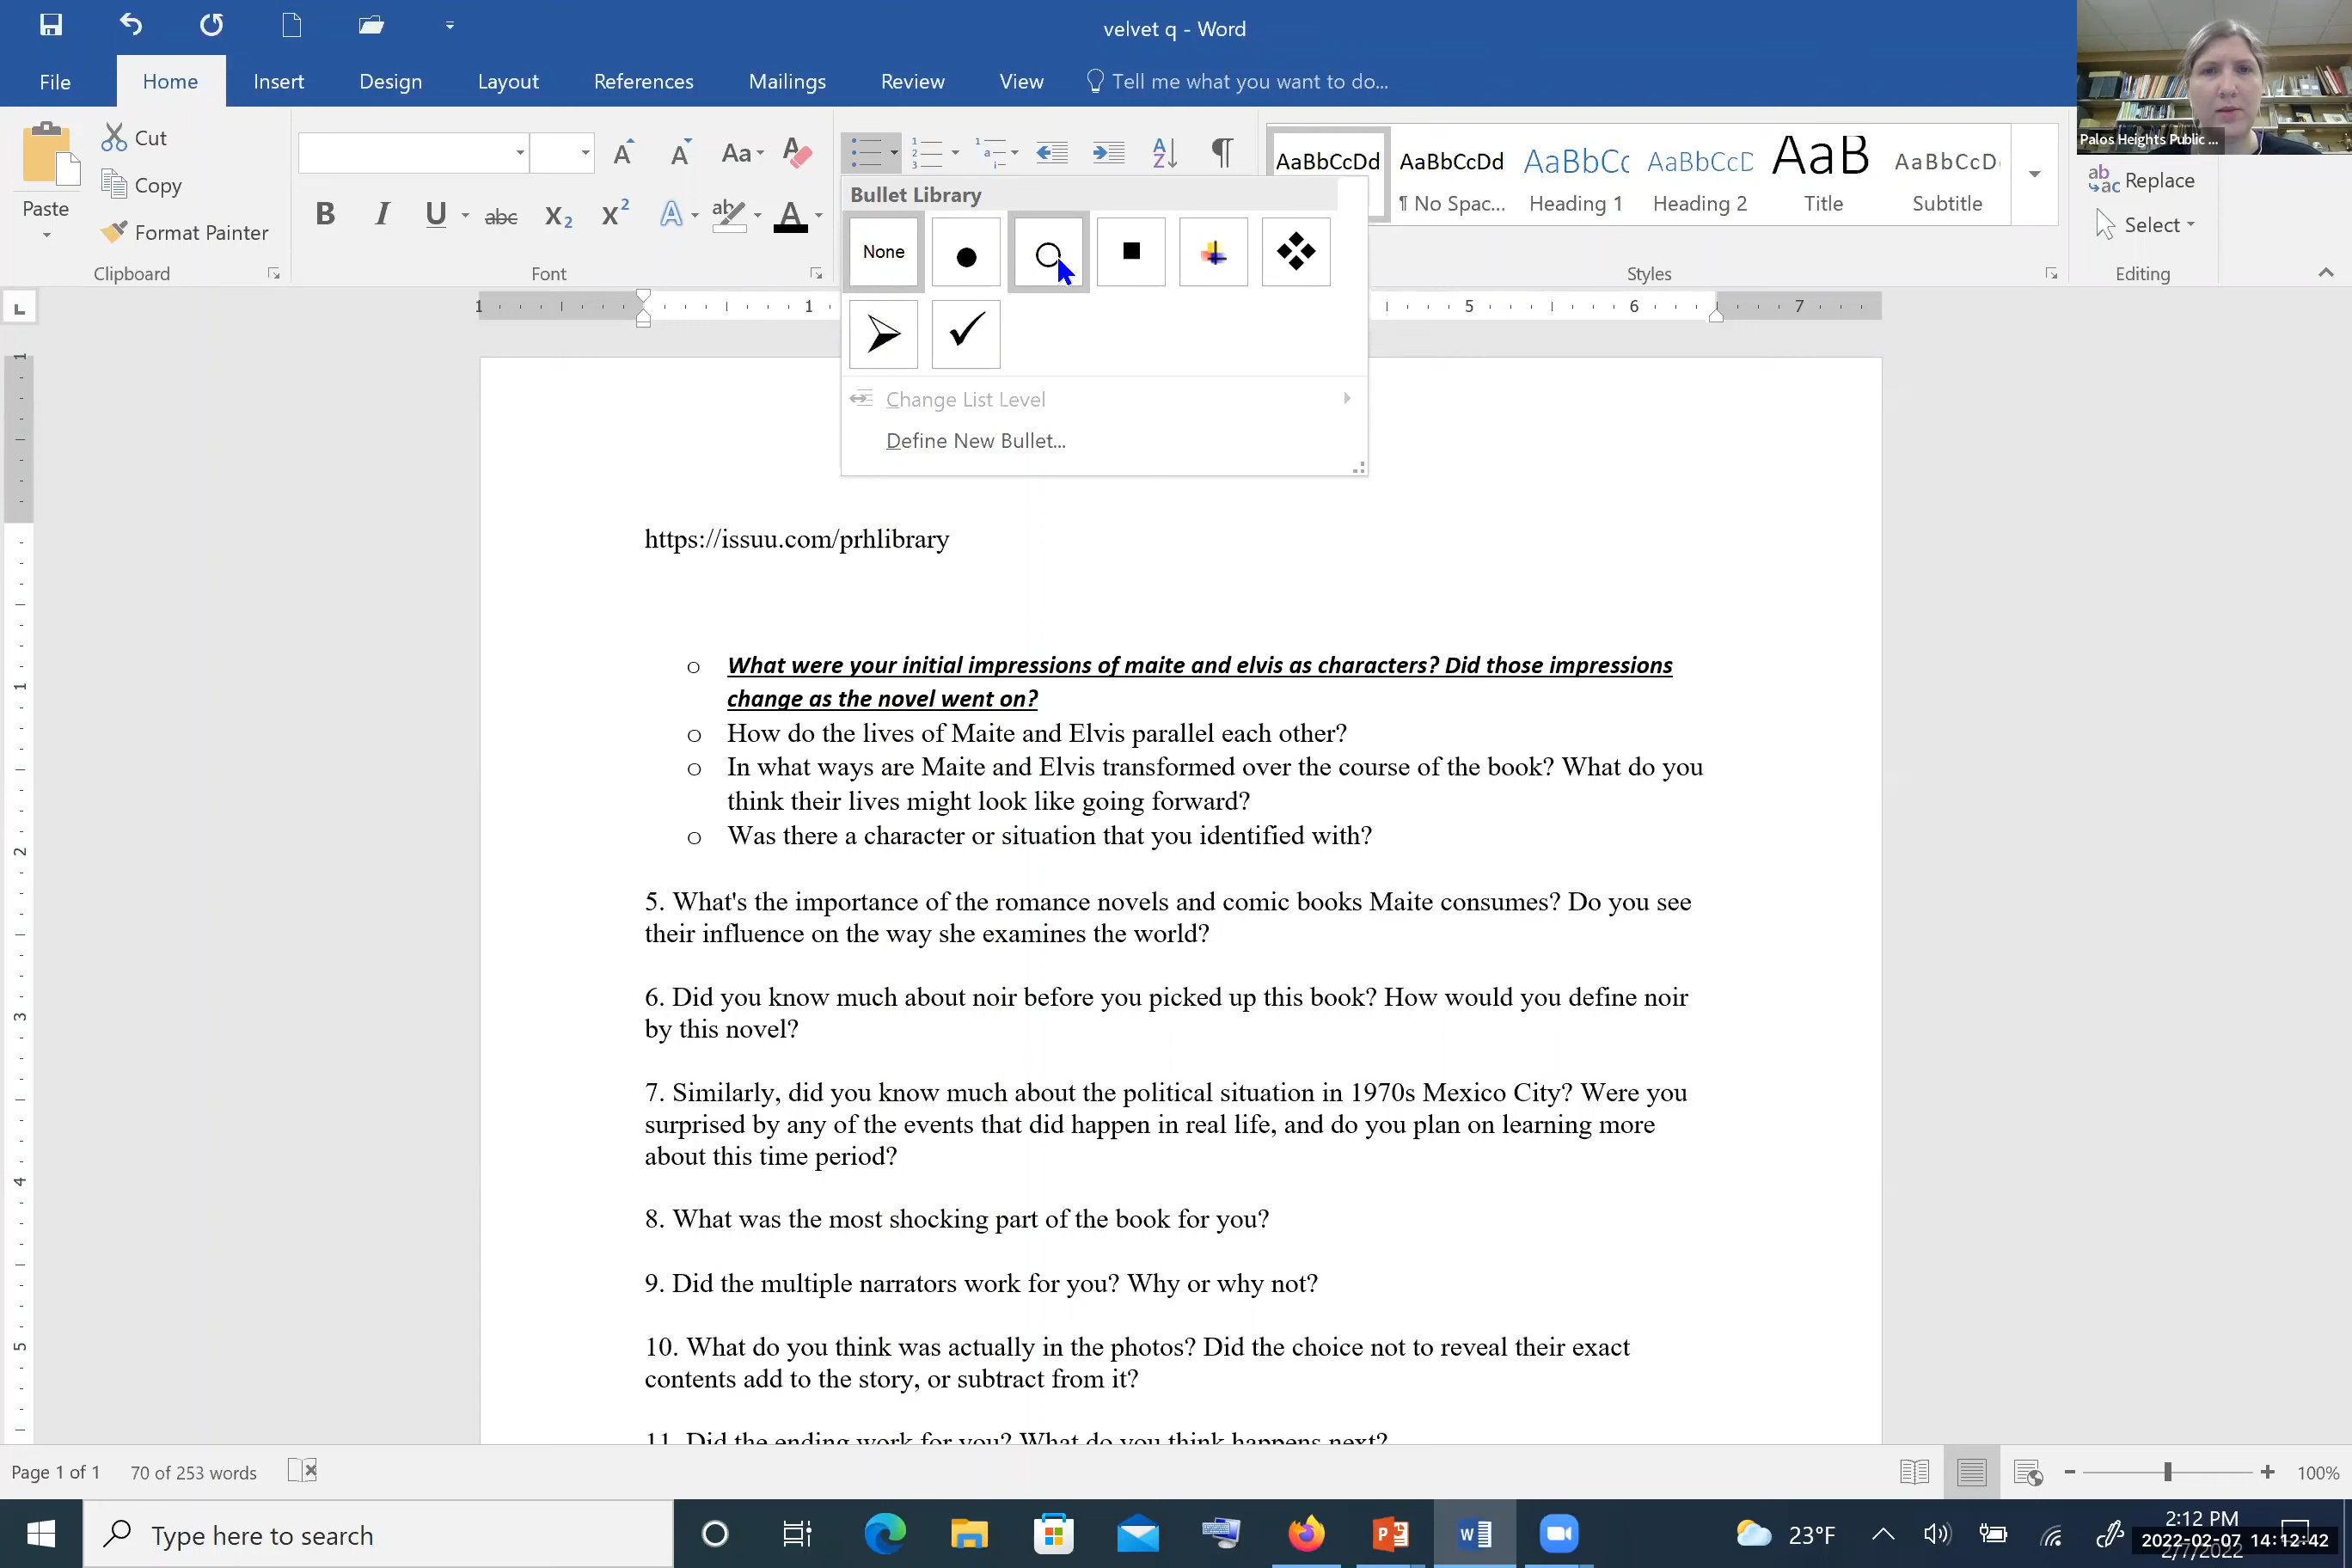 velvet q - Word
File Home Insert Design Layout References Mailings Review View Tell me what you want to do...
Palos Heights Public ...
Paste
Cut
Copy
Format Painter
Clipboard
B I U abc X₂ X² A ab A
Aa
Font
AaBbCcDd AaBbCcDd AaBbCc AaBbCcD AaB AaBbCcD
¶ No Spac... Heading 1 Heading 2 Title Subtitle
Styles
Replace
Select
Editing
Bullet Library
None
Change List Level
Define New Bullet...
1 1 5 6 7
https://issuu.com/prhlibrary
o What were your initial impressions of maite and elvis as characters? Did those impressions
change as the novel went on?
o How do the lives of Maite and Elvis parallel each other?
o In what ways are Maite and Elvis transformed over the course of the book? What do you
think their lives might look like going forward?
o Was there a character or situation that you identified with?
5. What's the importance of the romance novels and comic books Maite consumes? Do you see
their influence on the way she examines the world?
6. Did you know much about noir before you picked up this book? How would you define noir
by this novel?
7. Similarly, did you know much about the political situation in 1970s Mexico City? Were you
surprised by any of the events that did happen in real life, and do you plan on learning more
about this time period?
8. What was the most shocking part of the book for you?
9. Did the multiple narrators work for you? Why or why not?
10. What do you think was actually in the photos? Did the choice not to reveal their exact
contents add to the story, or subtract from it?
11. Did the ending work for you? What do you think happens next?
Page 1 of 1 70 of 253 words
100%
Type here to search
23°F
2:12 PM
2022-02-07 14:12:42
2/7/2022